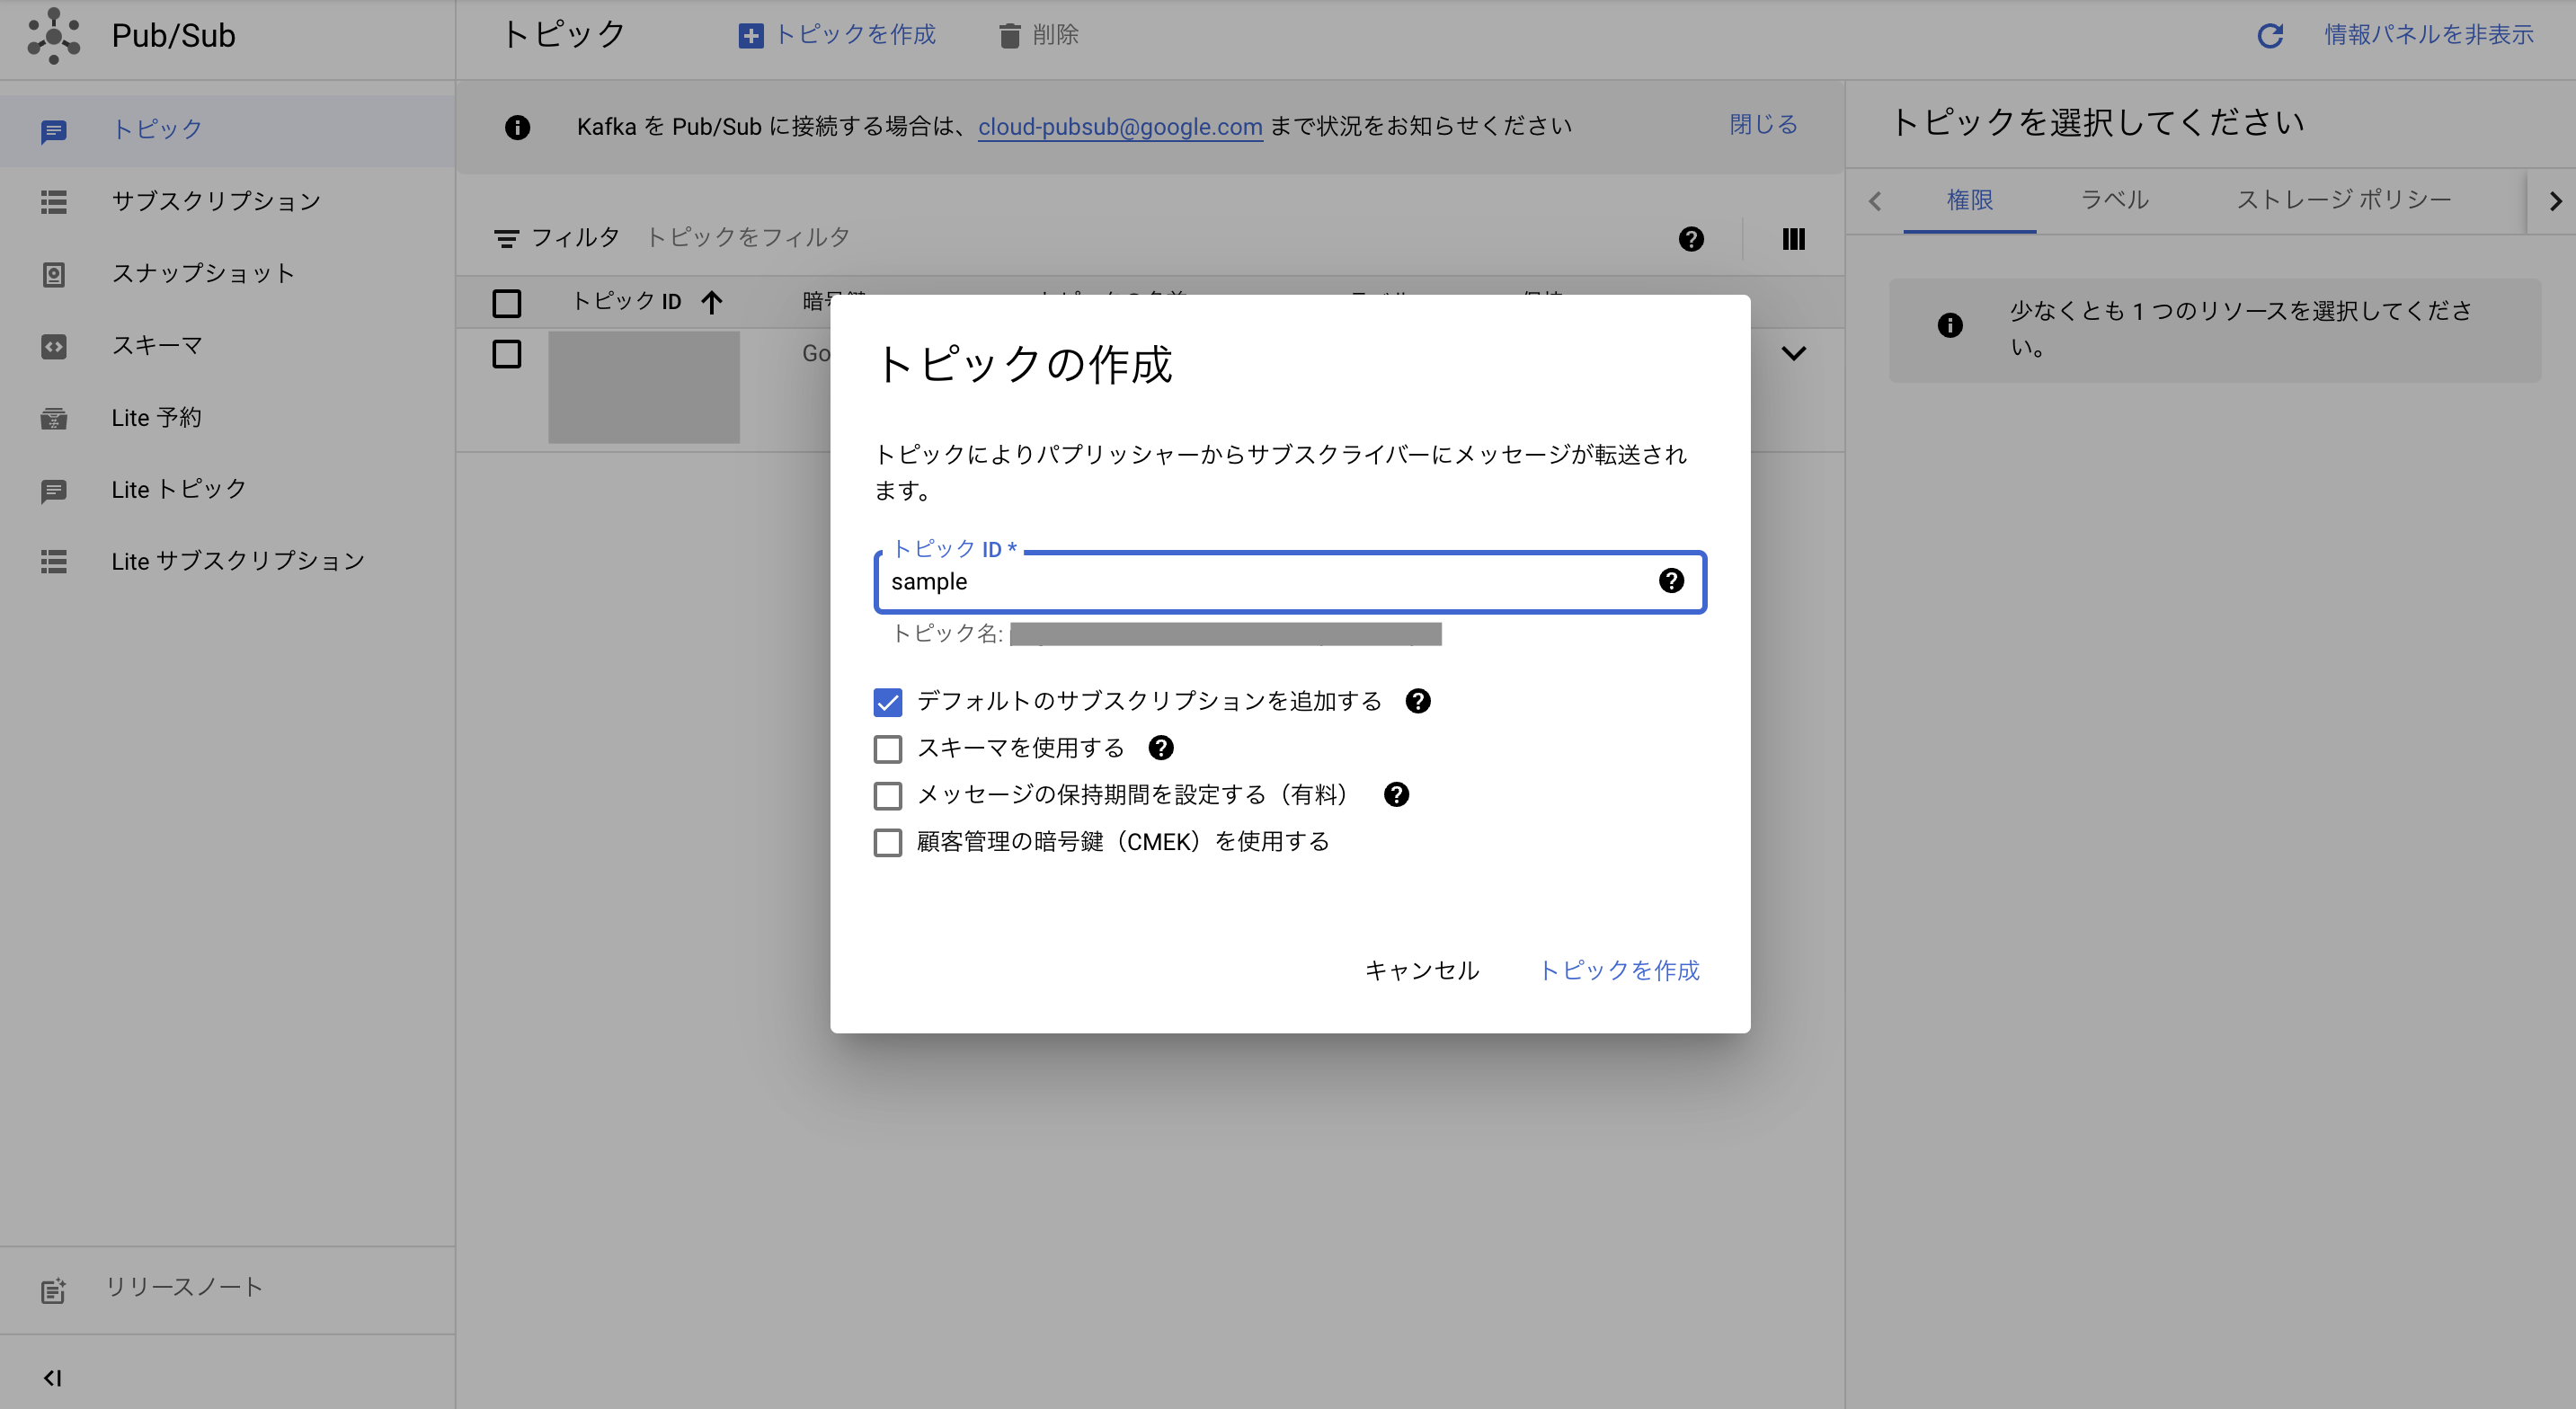 Pub/Sub
トピック
トピックを作成
削除
情報パネルを非表示
トピック
サブスクリプション
スナップショット
スキーマ
Lite 予約
Lite トピック
Lite サブスクリプション
リリースノート
Kafka を Pub/Sub に接続する場合は、cloud-pubsub@google.com まで状況をお知らせください
閉じる
フィルタ トピックをフィルタ
トピック ID
Go
トピックの作成
トピックによりパブリッシャーからサブスクライバーにメッセージが転送され
ます。
トピック ID *
sample
トピック名:
デフォルトのサブスクリプションを追加する
スキーマを使用する
メッセージの保持期間を設定する（有料）
顧客管理の暗号鍵（CMEK）を使用する
キャンセル
トピックを作成
トピックを選択してください
権限
ラベル
ストレージ ポリシー
少なくとも 1 つのリソースを選択してくださ
い。